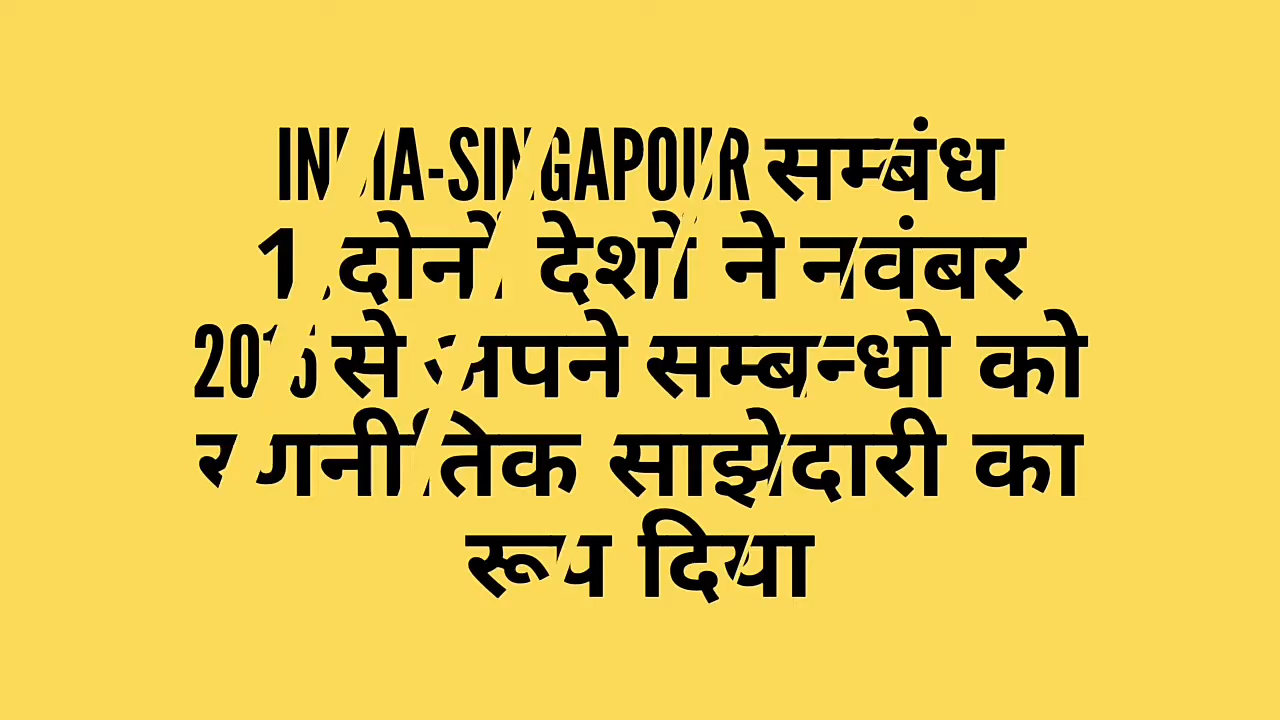 INDIA-SINGAPOUR सम्बंध
1.दोनों देशों ने नवंबर
2015 से अपने सम्बन्धो को
रणनीतिक साझेदारी का
रूप दिया